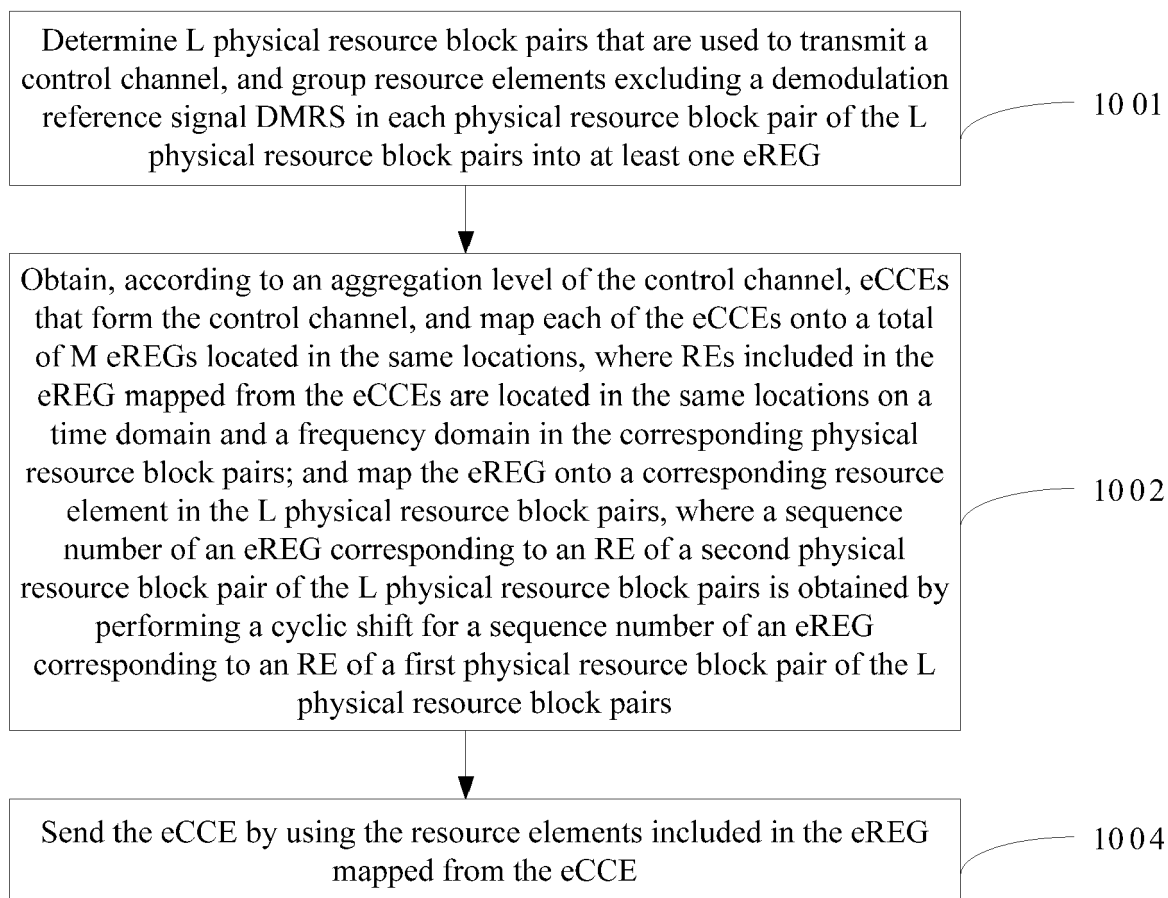 Determine L physical resource block pairs that are used to transmit a
control channel, and group resource elements excluding a demodulation
reference signal DMRS in each physical resource block pair of the L
physical resource block pairs into at least one eREG
1001
Obtain, according to an aggregation level of the control channel, eCCEs
that form the control channel, and map each of the eCCEs onto a total
of M eREGs located in the same locations, where REs included in the
eREG mapped from the eCCEs are located in the same locations on a
time domain and a frequency domain in the corresponding physical
resource block pairs; and map the eREG onto a corresponding resource
element in the L physical resource block pairs, where a sequence
number of an eREG corresponding to an RE of a second physical
resource block pair of the L physical resource block pairs is obtained by
performing a cyclic shift for a sequence number of an eREG
corresponding to an RE of a first physical resource block pair of the L
physical resource block pairs
1002
Send the eCCE by using the resource elements included in the eREG
mapped from the eCCE
1004